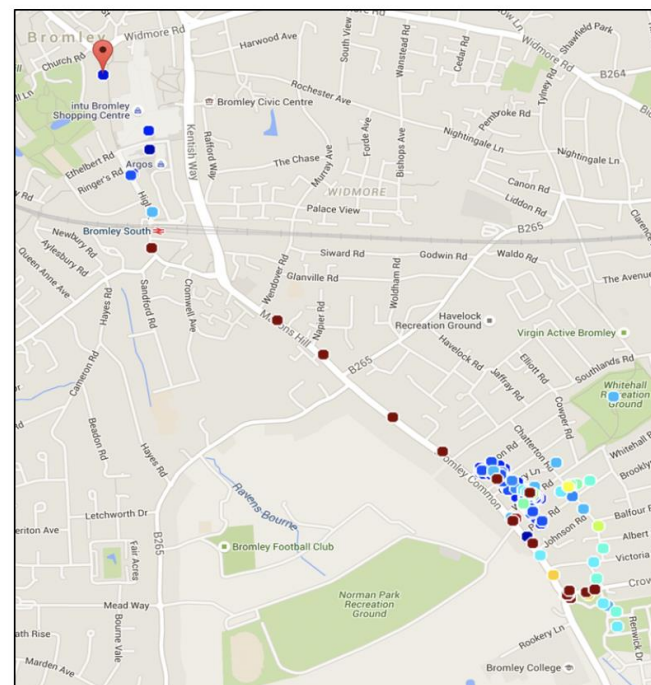 Bromley
Widmore Rd
Church Rd
Harwood Ave
South View
Wanstead Rd
Cedar Rd
Widmore Rd
Shawfield Park
B264
Tylney Rd
intu Bromley
Shopping Centre
Bromley Civic Centre
Rochester Ave
Pembroke Rd
Nightingale Ln
Nightingale Ln
Kentish Way
Rafford Way
Forde Ave
Bishops Ave
Argos
Ethelbert Rd
Ringer's Rd
High
The Chase
Murray Ave
WIDMORE
Canon Rd
Liddon Rd
Palace View
B265
Clarenc
Bromley South
Newbury Rd
Aylesbury Rd
Queen Anne Ave
Siward Rd
Godwin Rd
Waldo Rd
The Avenue
Sandford Rd
Cromwell Ave
Hayes Rd
Wendover Rd
Glanville Rd
Woldham Rd
Napier Rd
Masons Hill
Havelock
Recreation Ground
Virgin Active Bromley
Cameron Rd
B265
Havelock Rd
Jaffray Rd
Elliott Rd
Southlands Rd
Cowper Rd
Whitehall
Recreation
Ground
Beadon Rd
Hayes Rd
Chatterton Rd
Whitehall R
Brookly
Ravens Bourne
Letchworth Dr
B265
Johnson Rd
Balfour R
Albert
Victoria
Fair Acres
Bromley Football Club
Crow
Mead Way
Norman Park
Recreation
Ground
Renwick Dr
Bourne Vale
Rookery Ln
Marden Ave
Bromley College